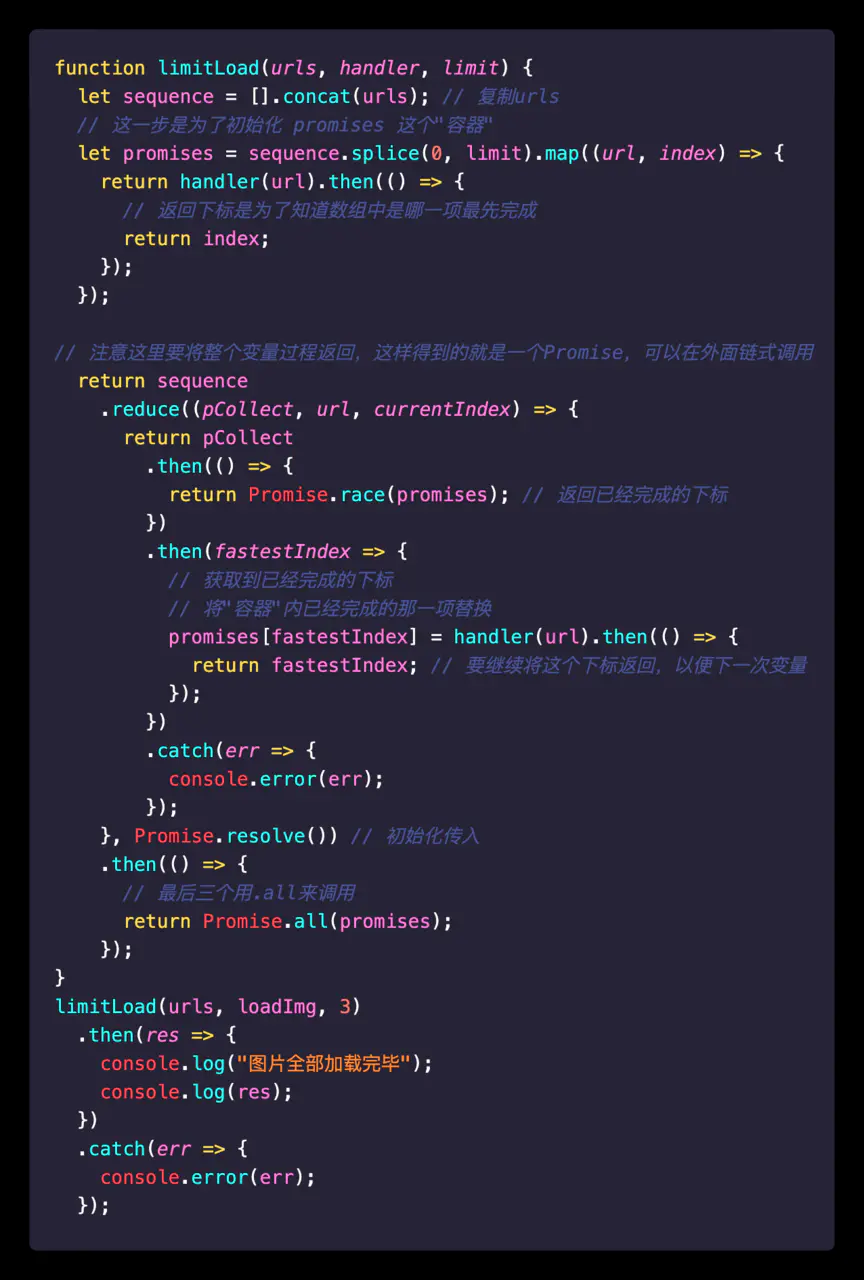 function limitLoad(urls, handler, limit) {
  let sequence = [].concat(urls); // 复制urls
  // 这一步是为了初始化 promises 这个"容器"
  let promises = sequence.splice(0, limit).map((url, index) => {
    return handler(url).then(() => {
      // 返回下标是为了知道数组中是哪一项最先完成
      return index;
    });
  });

// 注意这里要将整个变量过程返回，这样得到的就是一个Promise，可以在外面链式调用
  return sequence
    .reduce((pCollect, url, currentIndex) => {
      return pCollect
        .then(() => {
          return Promise.race(promises); // 返回已经完成的下标
        })
        .then(fastestIndex => {
          // 获取到已经完成的下标
          // 将"容器"内已经完成的那一项替换
          promises[fastestIndex] = handler(url).then(() => {
            return fastestIndex; // 要继续将这个下标返回，以便下一次变量
          });
        })
        .catch(err => {
          console.error(err);
        });
    }, Promise.resolve()) // 初始化传入
    .then(() => {
      // 最后三个用.all来调用
      return Promise.all(promises);
    });
}
limitLoad(urls, loadImg, 3)
  .then(res => {
    console.log("图片全部加载完毕");
    console.log(res);
  })
  .catch(err => {
    console.error(err);
  });